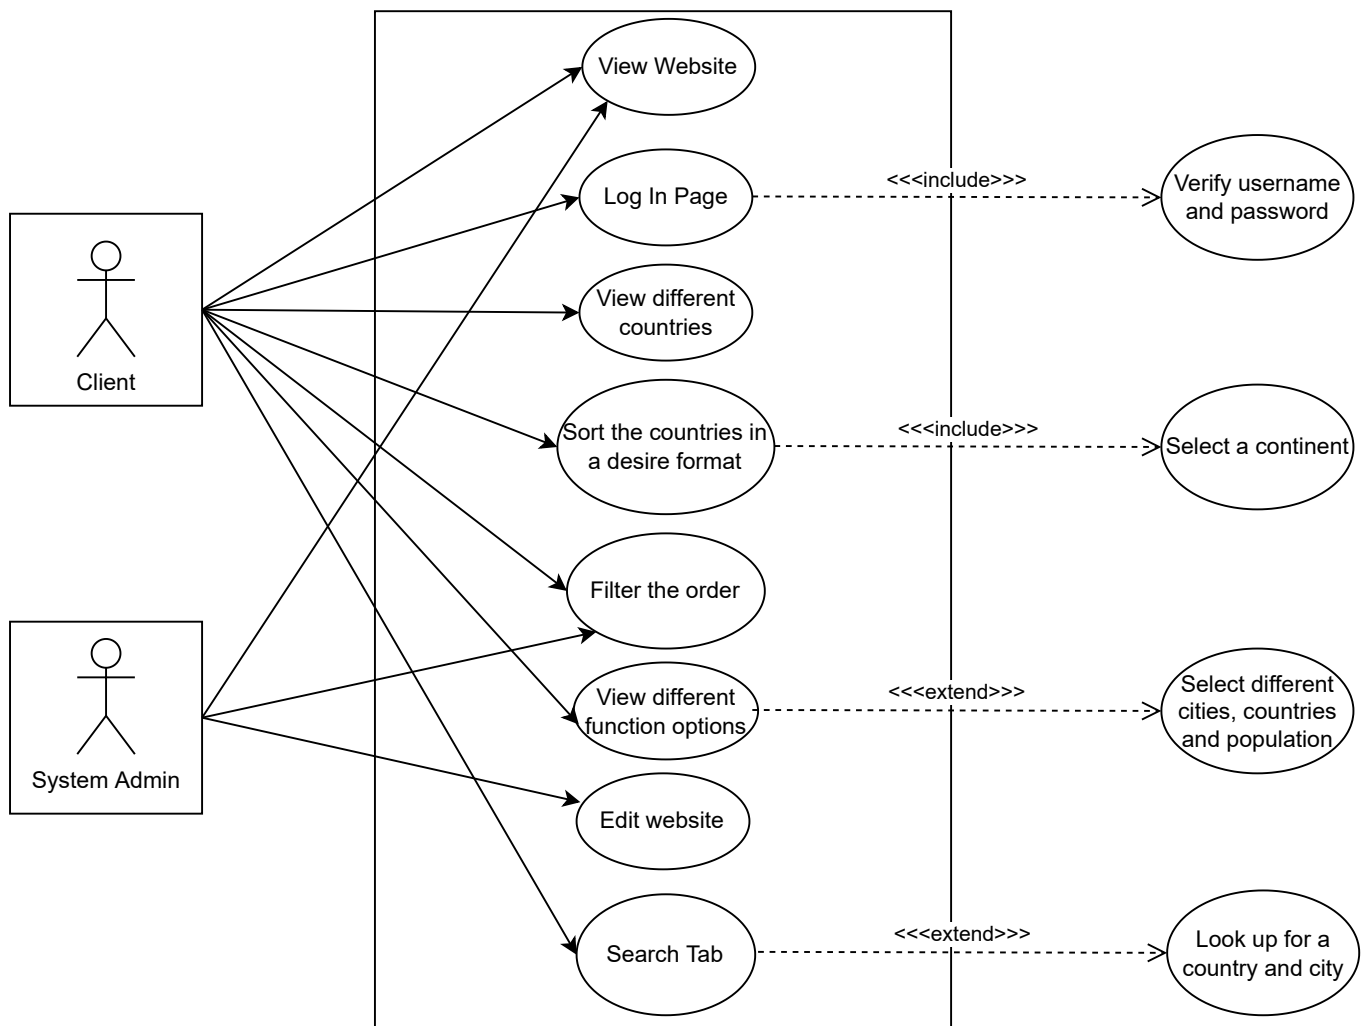 View Website
Log In Page
<<<include>>>
Verify username
and password
View different
countries
Client
Sort the countries in
a desire format
<<<include>>>
Select a continent
Filter the order
View different
function options
<<<extend>>>
Select different
cities, countries
and population
System Admin
Edit website
Search Tab
<<<extend>>>
Look up for a
country and city